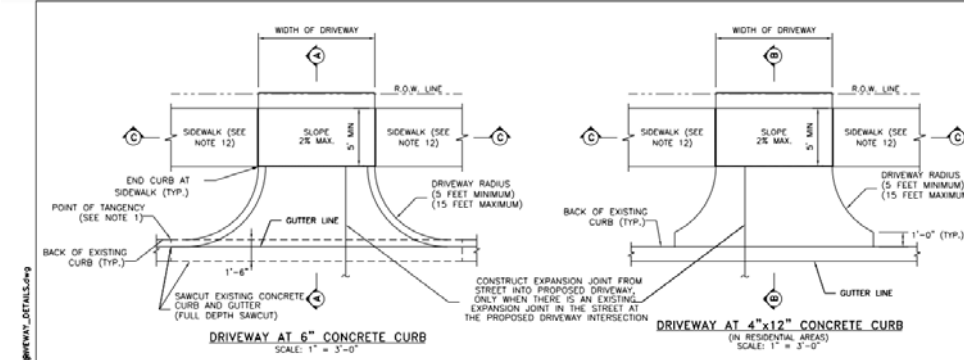 WIDTH OF DRIVEWAY
A
R.O.W. LINE
C
SIDEWALK (SEE
NOTE 12)
SLOPE
2% MAX.
5' MIN
SIDEWALK (SEE
NOTE 12)
C
END CURB AT
SIDEWALK (TYP.)
DRIVEWAY RADIUS
(5 FEET MINIMUM)
(15 FEET MAXIMUM)
POINT OF TANGENCY
(SEE NOTE 1)
GUTTER LINE
BACK OF EXISTING
CURB (TYP.)
1'-6"
SAWCUT EXISTING CONCRETE
CURB AND GUTTER
(FULL DEPTH SAWCUT)
A
DRIVEWAY AT 6" CONCRETE CURB
SCALE: 1" = 3'-0"
CONSTRUCT EXPANSION JOINT FROM
STREET INTO PROPOSED DRIVEWAY,
ONLY WHEN THERE IS AN EXISTING
EXPANSION JOINT IN THE STREET AT
THE PROPOSED DRIVEWAY INTERSECTION
WIDTH OF DRIVEWAY
B
R.O.W. LINE
C
SIDEWALK (SEE
NOTE 12)
SLOPE
2% MAX.
5' MIN
SIDEWALK (SEE
NOTE 12)
C
DRIVEWAY RADIUS
(5 FEET MINIMUM)
(15 FEET MAXIMUM
BACK OF EXISTING
CURB (TYP.)
1'-0" (TYP.)
B
GUTTER LINE
DRIVEWAY AT 4"x12" CONCRETE CURB
(IN RESIDENTIAL AREAS)
SCALE: 1" = 3'-0"